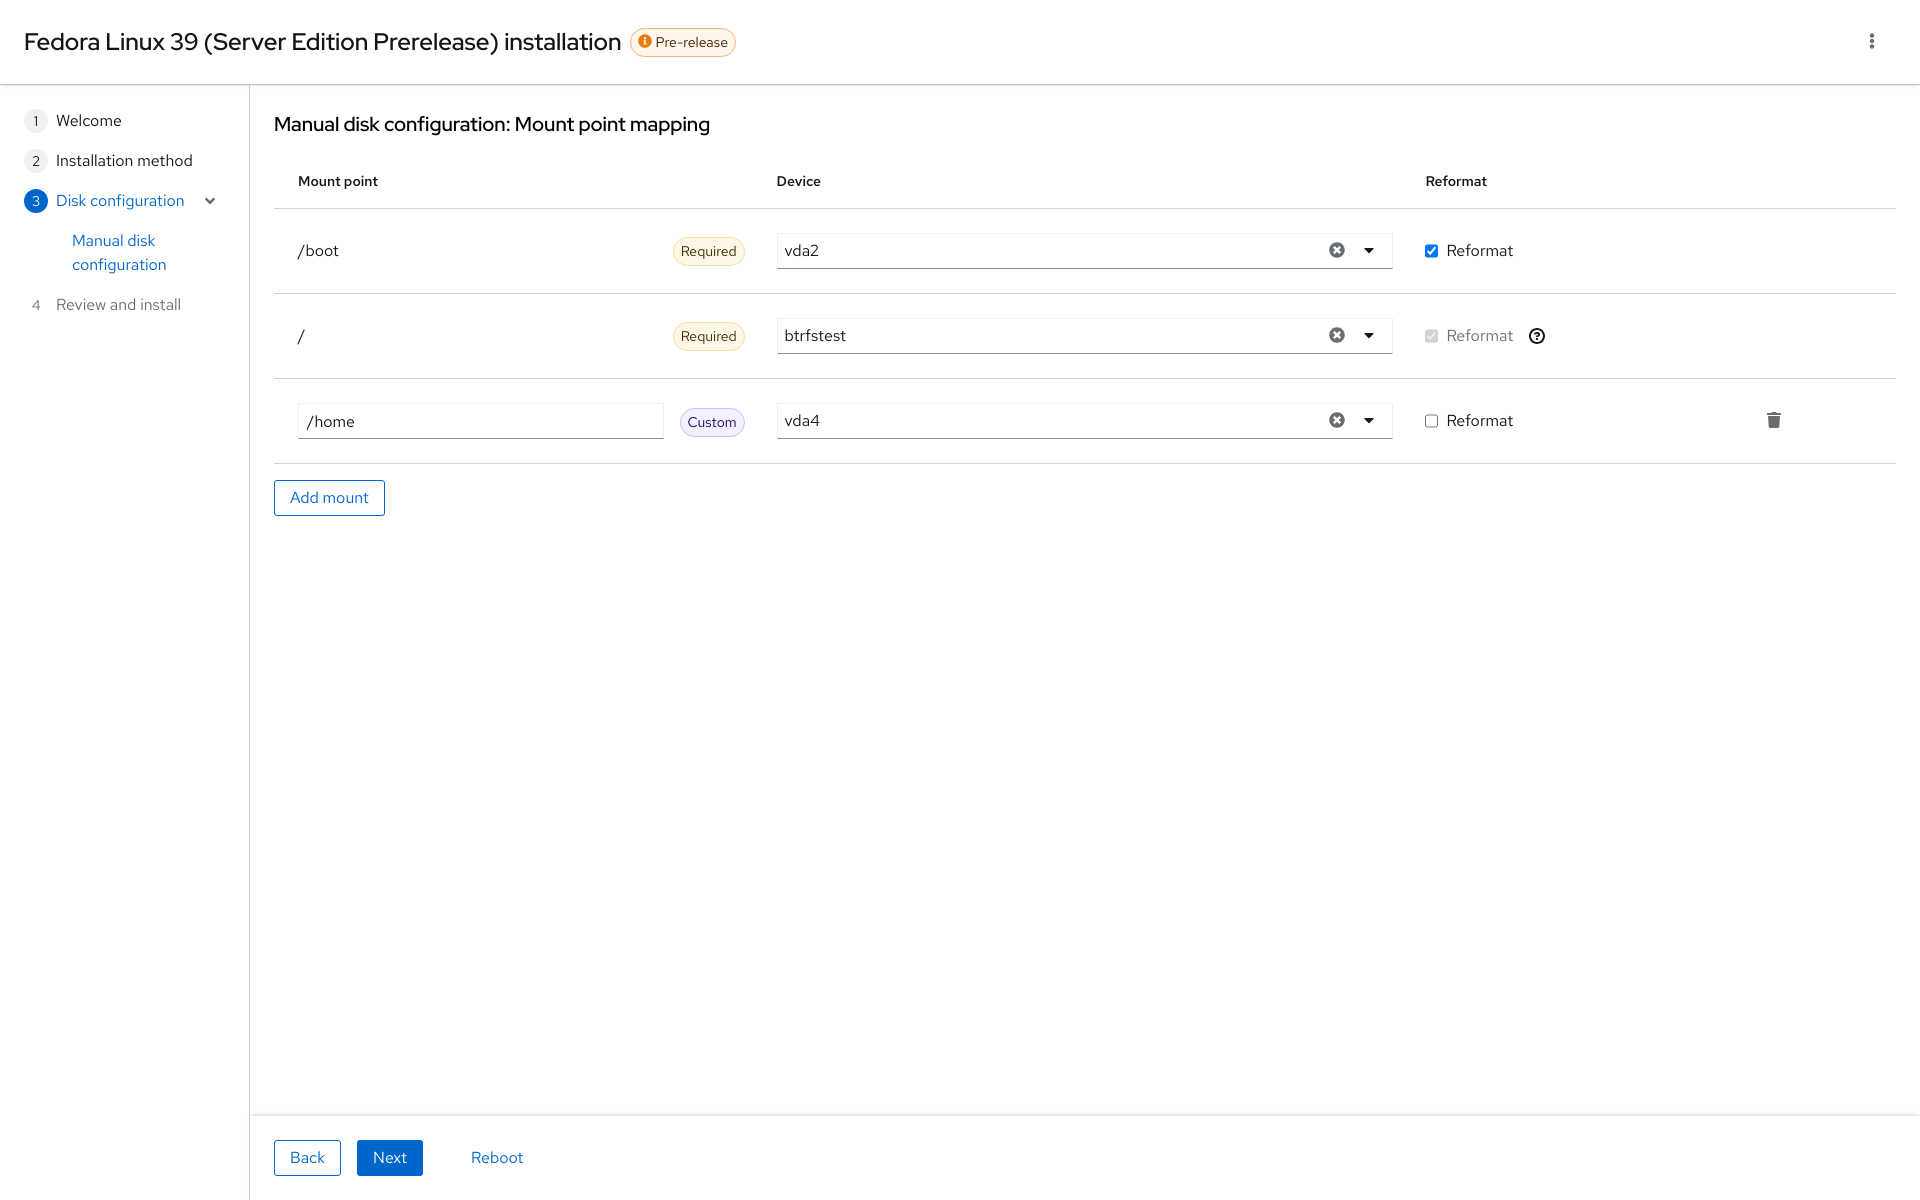 Fedora Linux 39 (Server Edition Prerelease) installation Pre-release
1 Welcome
2 Installation method
3 Disk configuration
Manual disk
configuration
4 Review and install
Manual disk configuration: Mount point mapping
Mount point Device Reformat
/boot Required vda2 Reformat
/ Required btrfstest Reformat
/home Custom vda4 Reformat
Add mount
Back Next Reboot